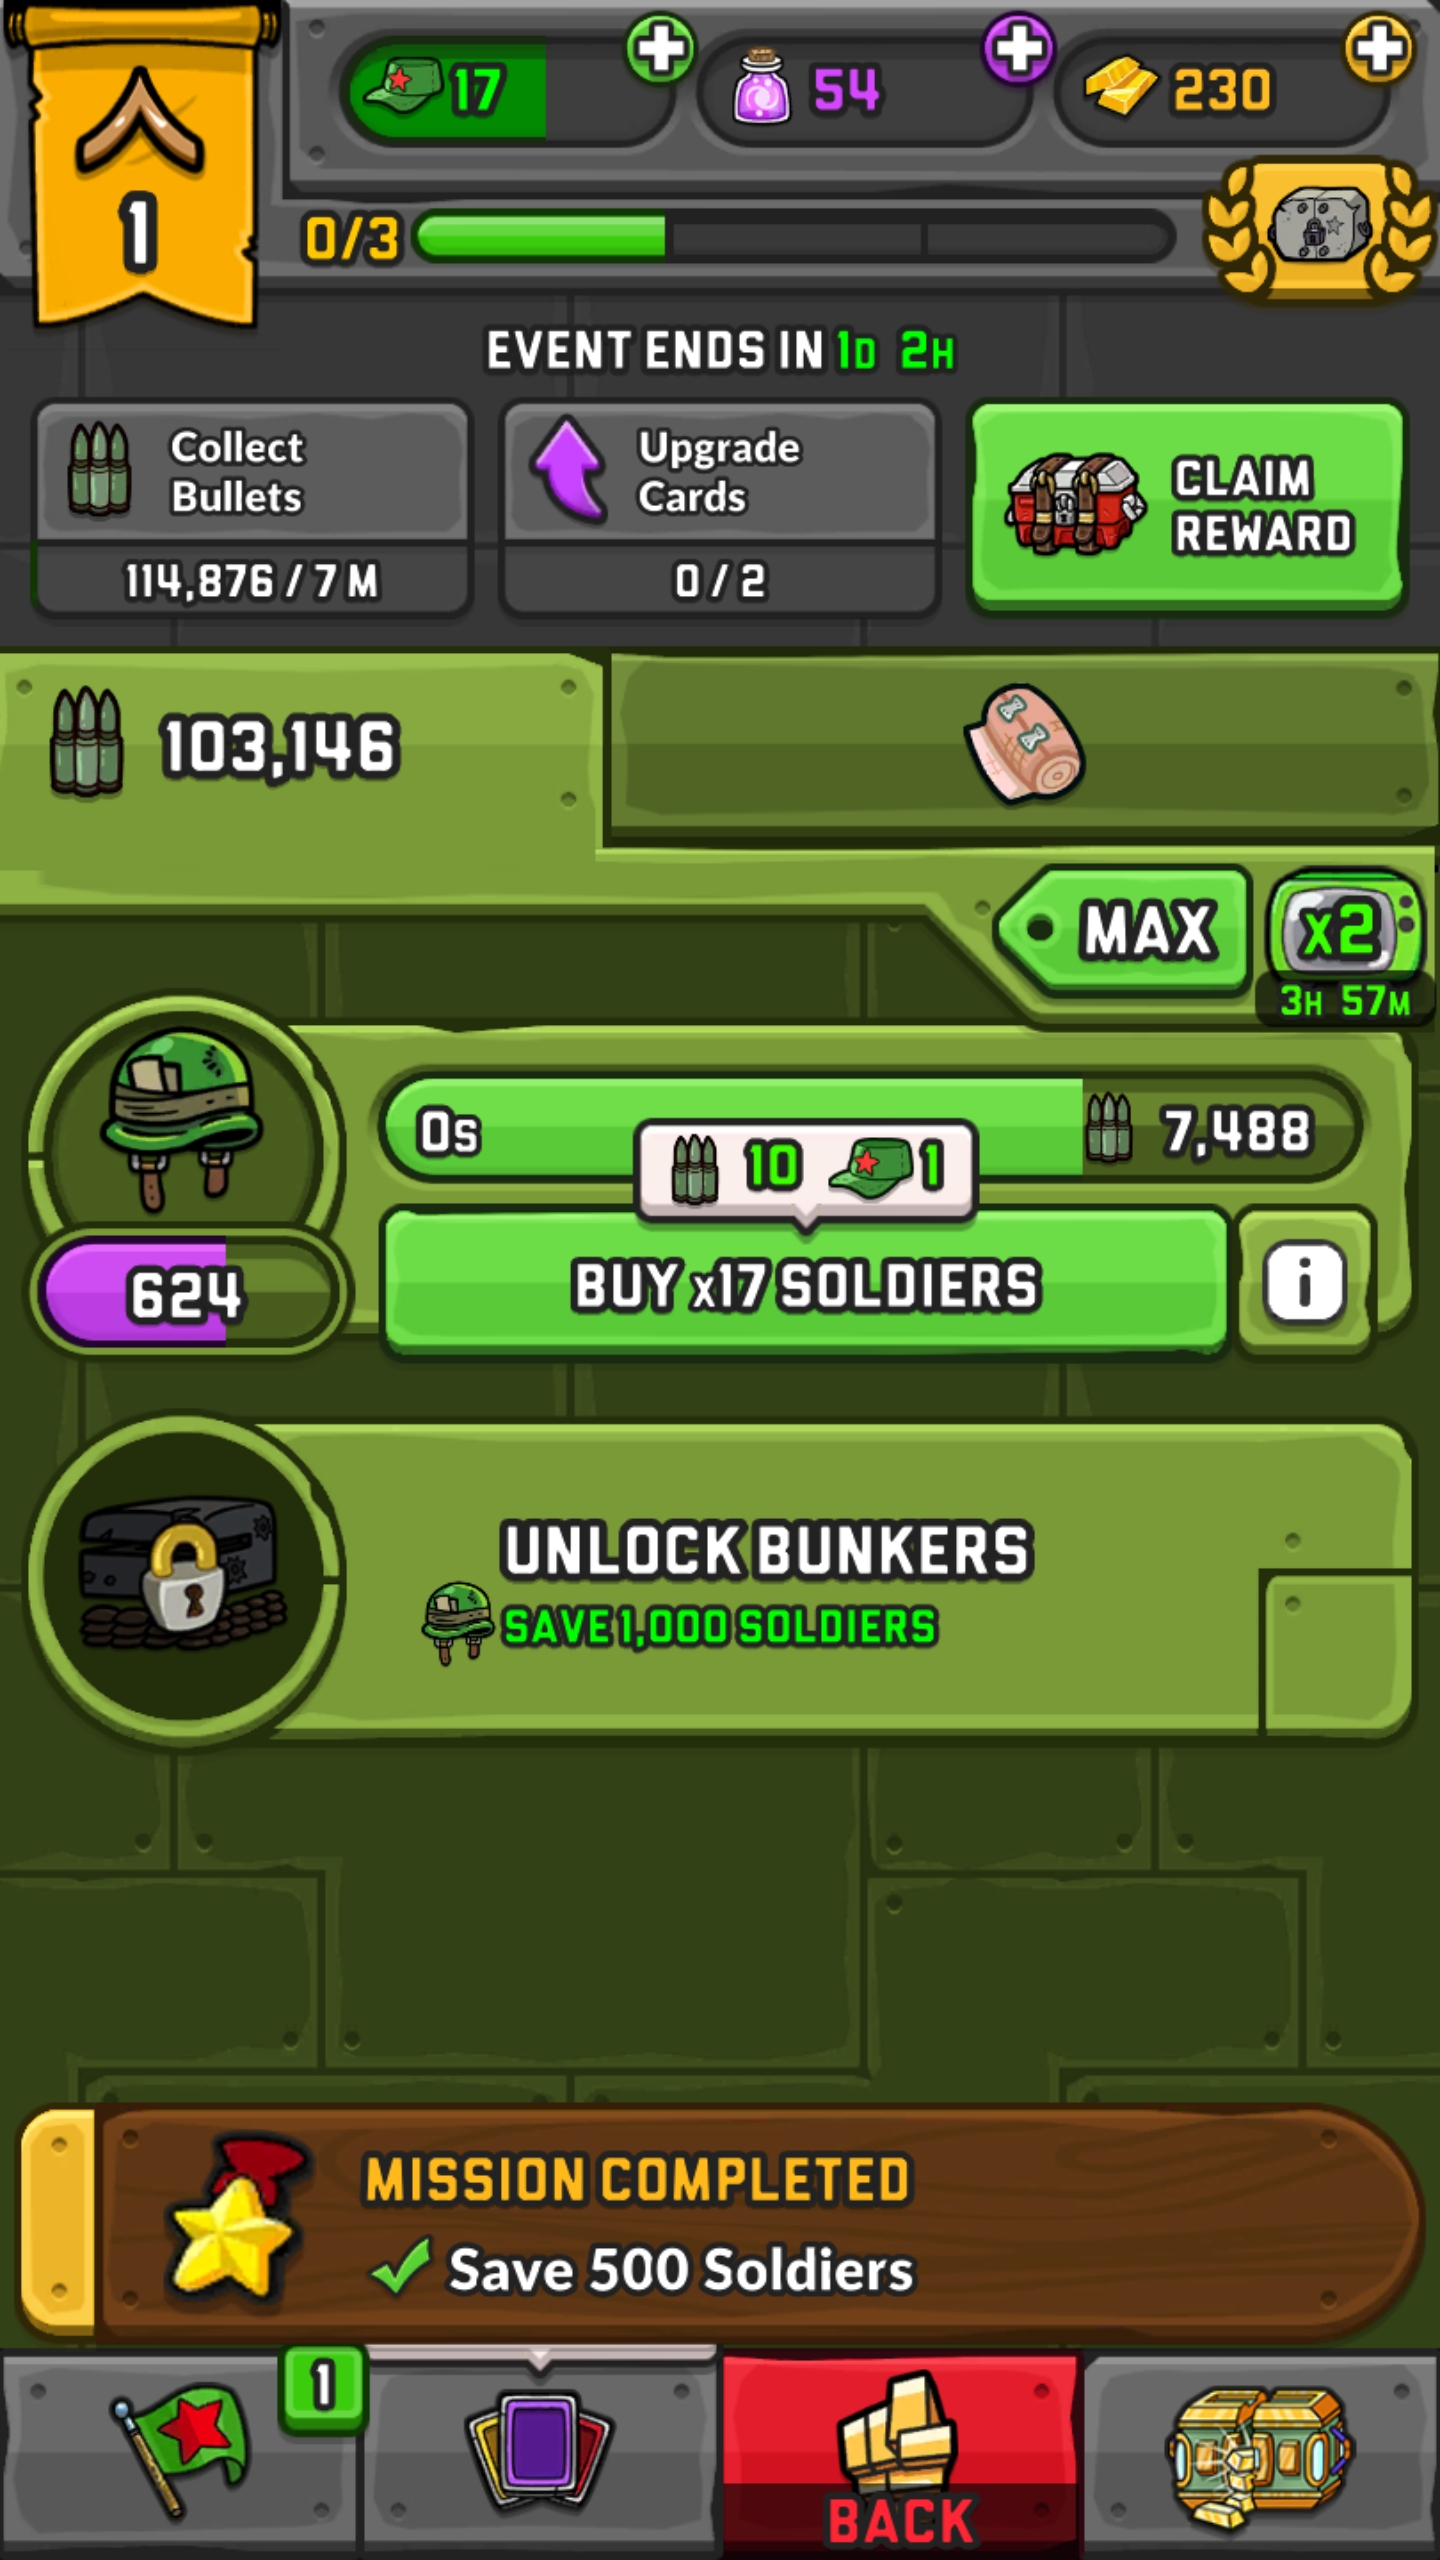 1
17
54
230
0/3
EVENT ENDS IN 1D 2H
Collect
Bullets
114,876 / 7 M
Upgrade
Cards
0 / 2
CLAIM
REWARD
103,146
MAX
x2
3H 57M
0s
7,488
10
1
624
BUY x17 SOLDIERS
i
UNLOCK BUNKERS
SAVE 1,000 SOLDIERS
MISSION COMPLETED
Save 500 Soldiers
1
BACK